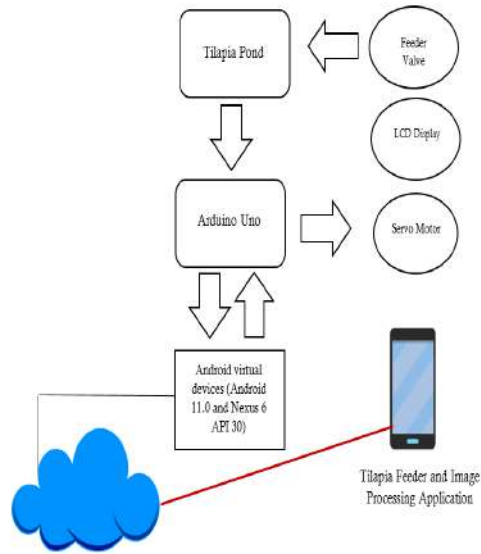 Tilapia Pond
Feeder
Valve
LCD Display
Arduino Uno
Servo Motor
Android virtual
devices (Android
11.0 and Nexus 6
API 30)
Tilapia Feeder and Image
Processing Application